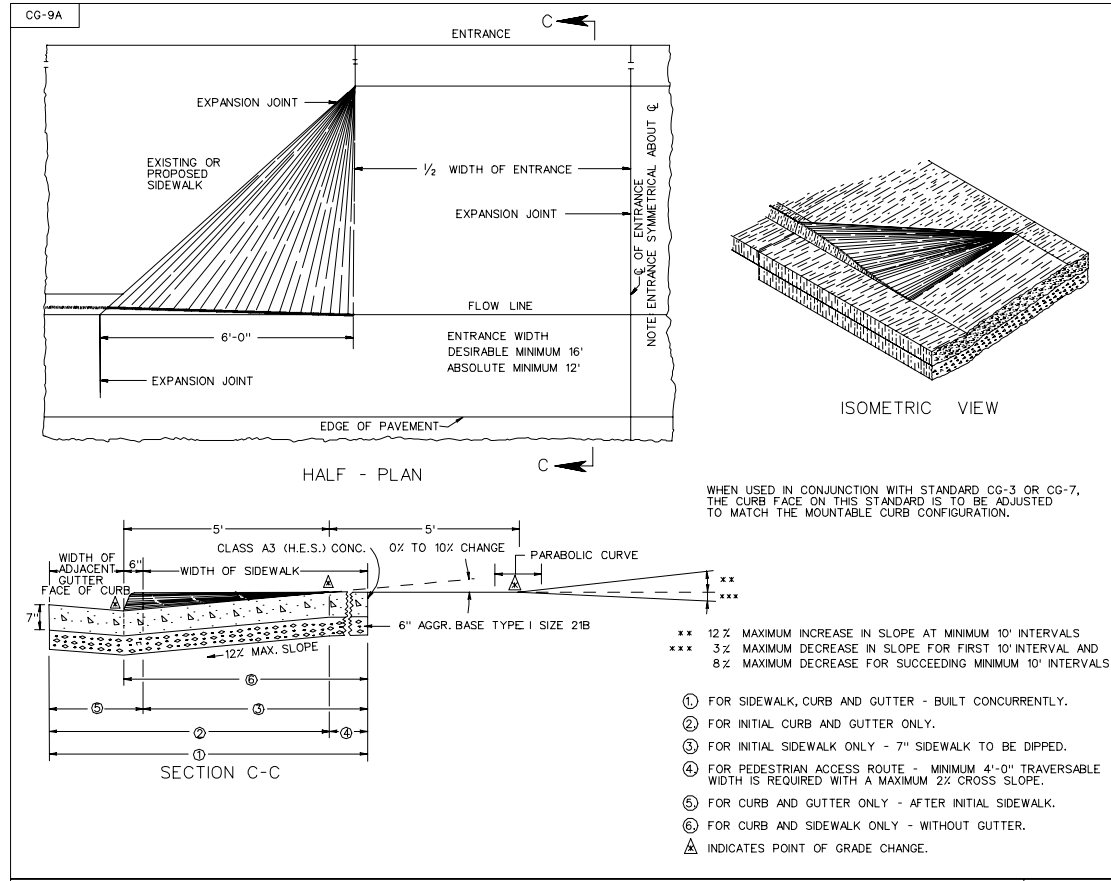 CG-9A
C
ENTRANCE
EXPANSION JOINT
EXISTING OR
PROPOSED
SIDEWALK
½ WIDTH OF ENTRANCE
EXPANSION JOINT
℄ OF ENTRANCE
NOTE: ENTRANCE SYMMETRICAL ABOUT ℄
FLOW LINE
6'-0"
ENTRANCE WIDTH
DESIRABLE MINIMUM 16'
ABSOLUTE MINIMUM 12'
EXPANSION JOINT
EDGE OF PAVEMENT
C
HALF - PLAN
ISOMETRIC VIEW
WHEN USED IN CONJUNCTION WITH STANDARD CG-3 OR CG-7,
THE CURB FACE ON THIS STANDARD IS TO BE ADJUSTED
TO MATCH THE MOUNTABLE CURB CONFIGURATION.
5'
5'
CLASS A3 (H.E.S.) CONC.
0% TO 10% CHANGE
PARABOLIC CURVE
WIDTH OF
ADJACENT
GUTTER
6"
WIDTH OF SIDEWALK
FACE OF CURB
**
***
7"
6" AGGR. BASE TYPE I SIZE 21B
12% MAX. SLOPE
⑥
⑤
③
②
④
①
SECTION C-C
** 12% MAXIMUM INCREASE IN SLOPE AT MINIMUM 10' INTERVALS
*** 3% MAXIMUM DECREASE IN SLOPE FOR FIRST 10' INTERVAL AND
8% MAXIMUM DECREASE FOR SUCCEEDING MINIMUM 10' INTERVALS
①. FOR SIDEWALK, CURB AND GUTTER - BUILT CONCURRENTLY.
②. FOR INITIAL CURB AND GUTTER ONLY.
③. FOR INITIAL SIDEWALK ONLY - 7" SIDEWALK TO BE DIPPED.
④. FOR PEDESTRIAN ACCESS ROUTE - MINIMUM 4'-0" TRAVERSABLE
WIDTH IS REQUIRED WITH A MAXIMUM 2% CROSS SLOPE.
⑤. FOR CURB AND GUTTER ONLY - AFTER INITIAL SIDEWALK.
⑥. FOR CURB AND SIDEWALK ONLY - WITHOUT GUTTER.
* INDICATES POINT OF GRADE CHANGE.